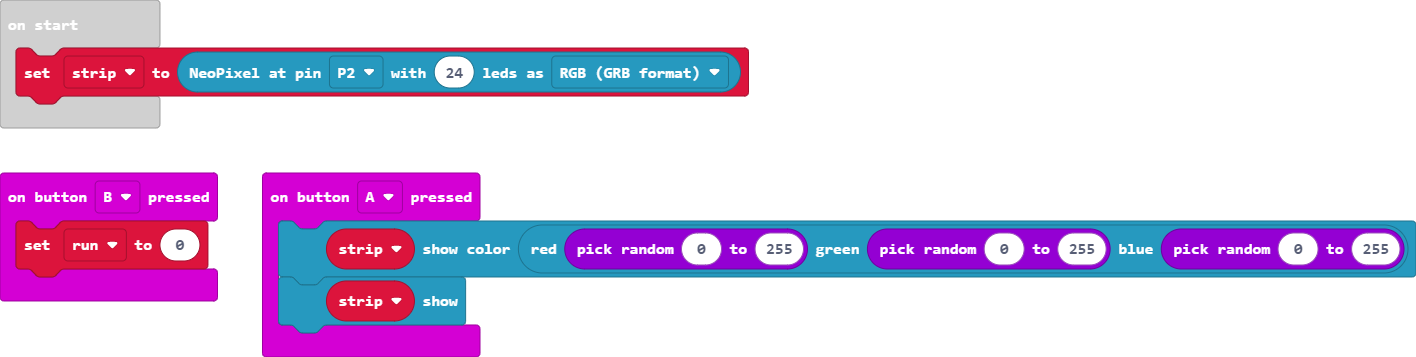 on start
set strip to NeoPixel at pin P2 with 24 leds as RGB (GRB format)
on button B pressed
set run to 0
on button A pressed
strip show color red pick random 0 to 255 green pick random 0 to 255 blue pick random 0 to 255
strip show